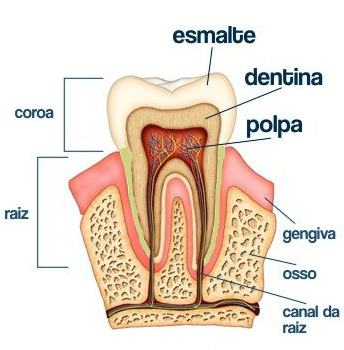 esmalte
dentina
coroa
polpa
raiz
gengiva
osso
canal da
raiz